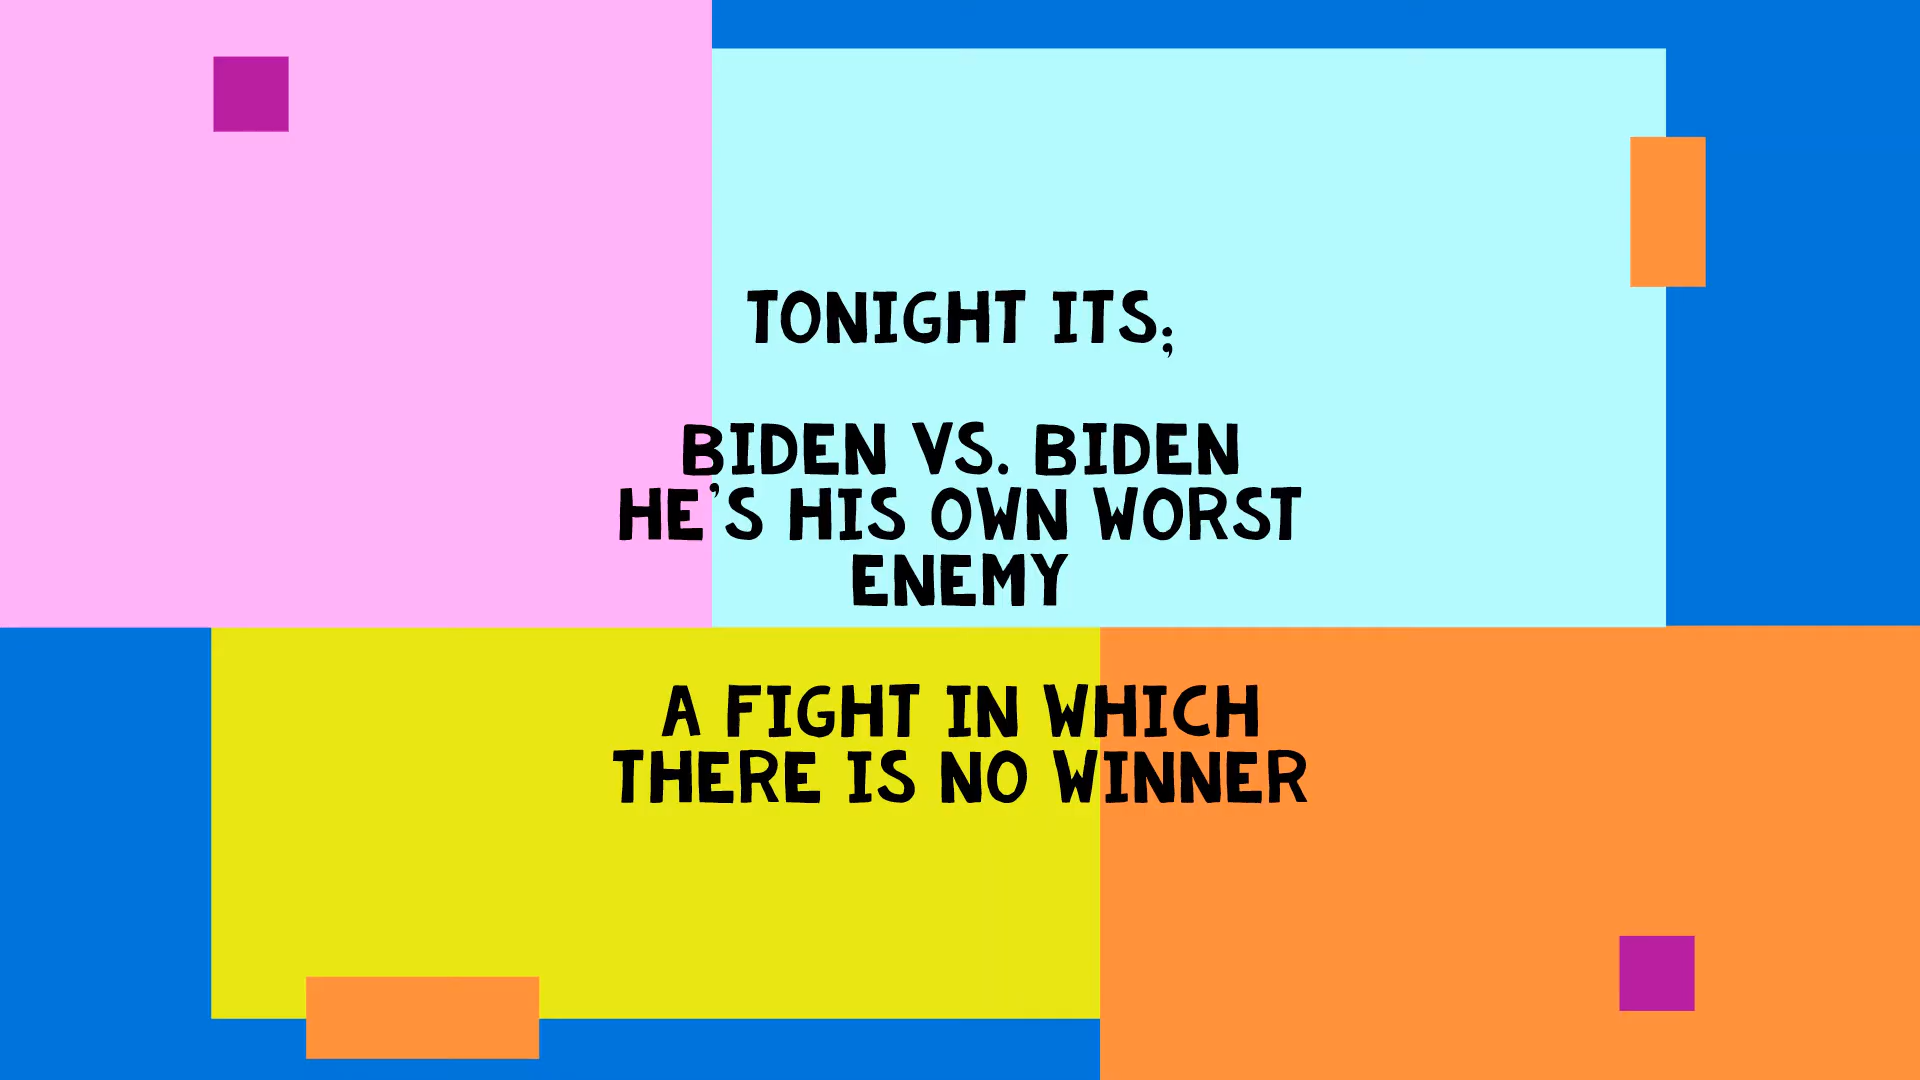 TONIGHT ITS;
BIDEN VS. BIDEN
HE'S HIS OWN WORST
ENEMY
A FIGHT IN WHICH
THERE IS NO WINNER